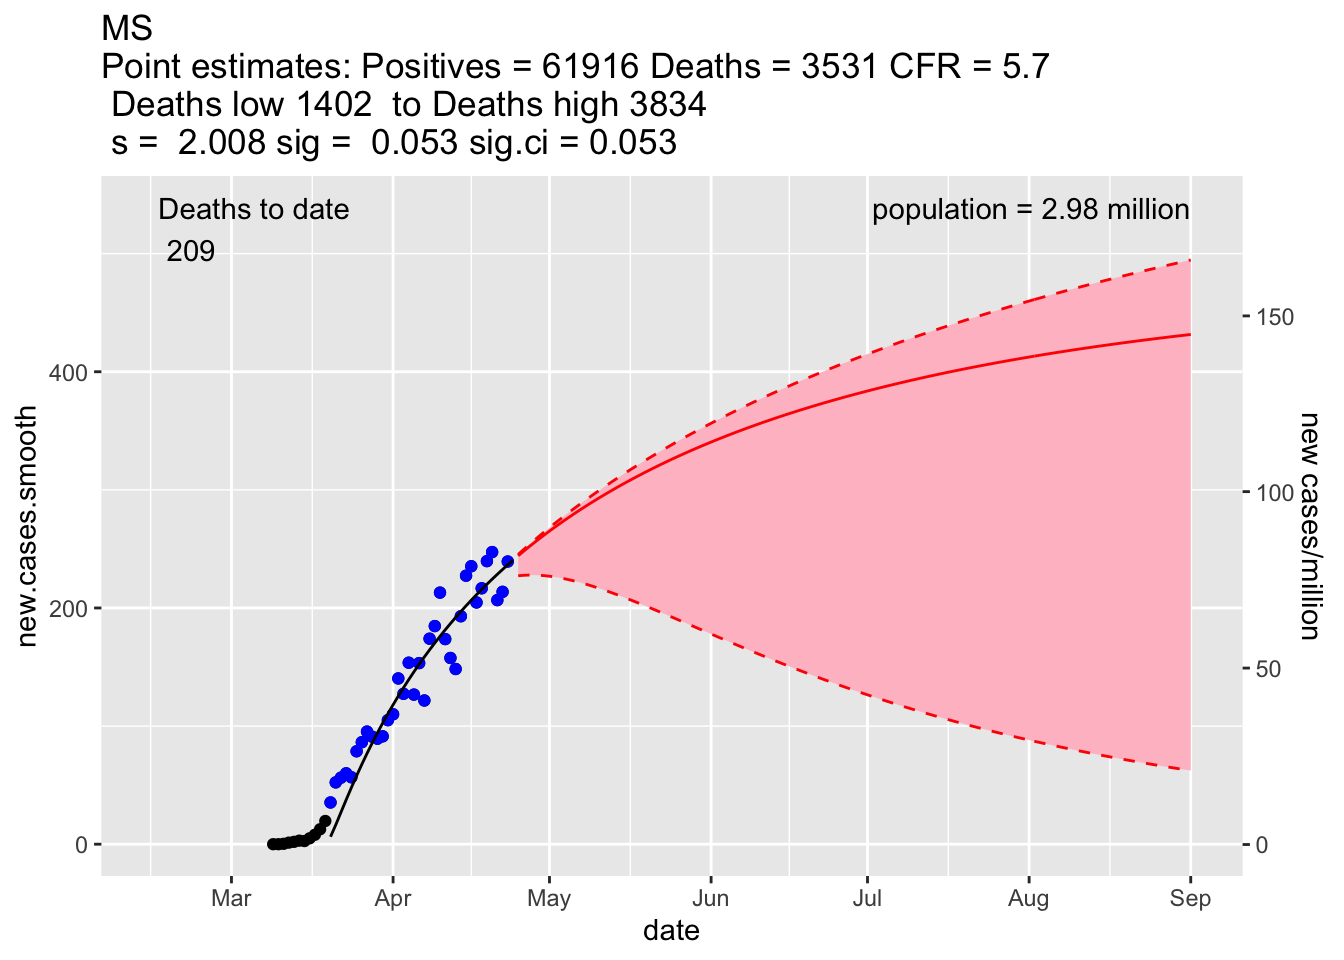 MS
Point estimates: Positives = 61916 Deaths = 3531 CFR = 5.7
Deaths low 1402  to Deaths high 3834
s =  2.008 sig =  0.053 sig.ci = 0.053
Deaths to date
209
population = 2.98 million
new.cases.smooth
400
200
0
150
100
50
0
new cases/million
Mar Apr May Jun Jul Aug Sep
date